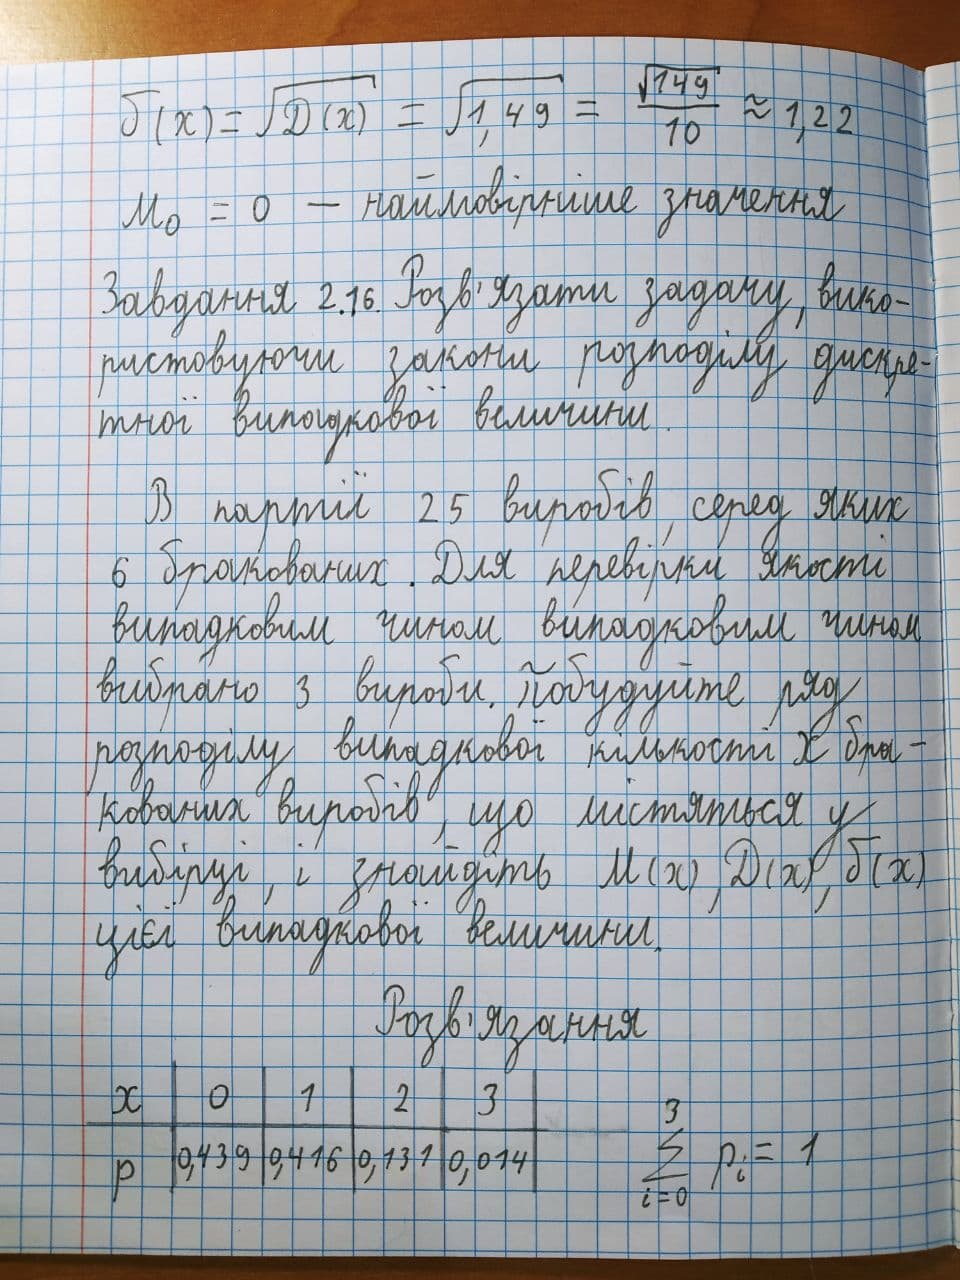 σ(x) = √D(x) = √1,49 = √149/10 ≈ 1,22
M₀ = 0 — наймовірніше значення
Завдання 2.16. Розв'язати задачу, вико-
ристовуючи закони розподілу дискре-
тної випадкової величини.
В партії 25 виробів, серед яких
6 бракованих. Для перевірки якості
випадковим чином випадковим чином
вибрано 3 вироби. Побудуйте ряд
розподілу випадкової кількості X бра-
кованих виробів, що містяться у
вибірці, і знайдіть M(x), D(x), σ(x)
цієї випадкової величини.
Розв'язання
x 0 1 2 3
p 0,439 0,416 0,131 0,014
3
∑ pᵢ = 1
i=0